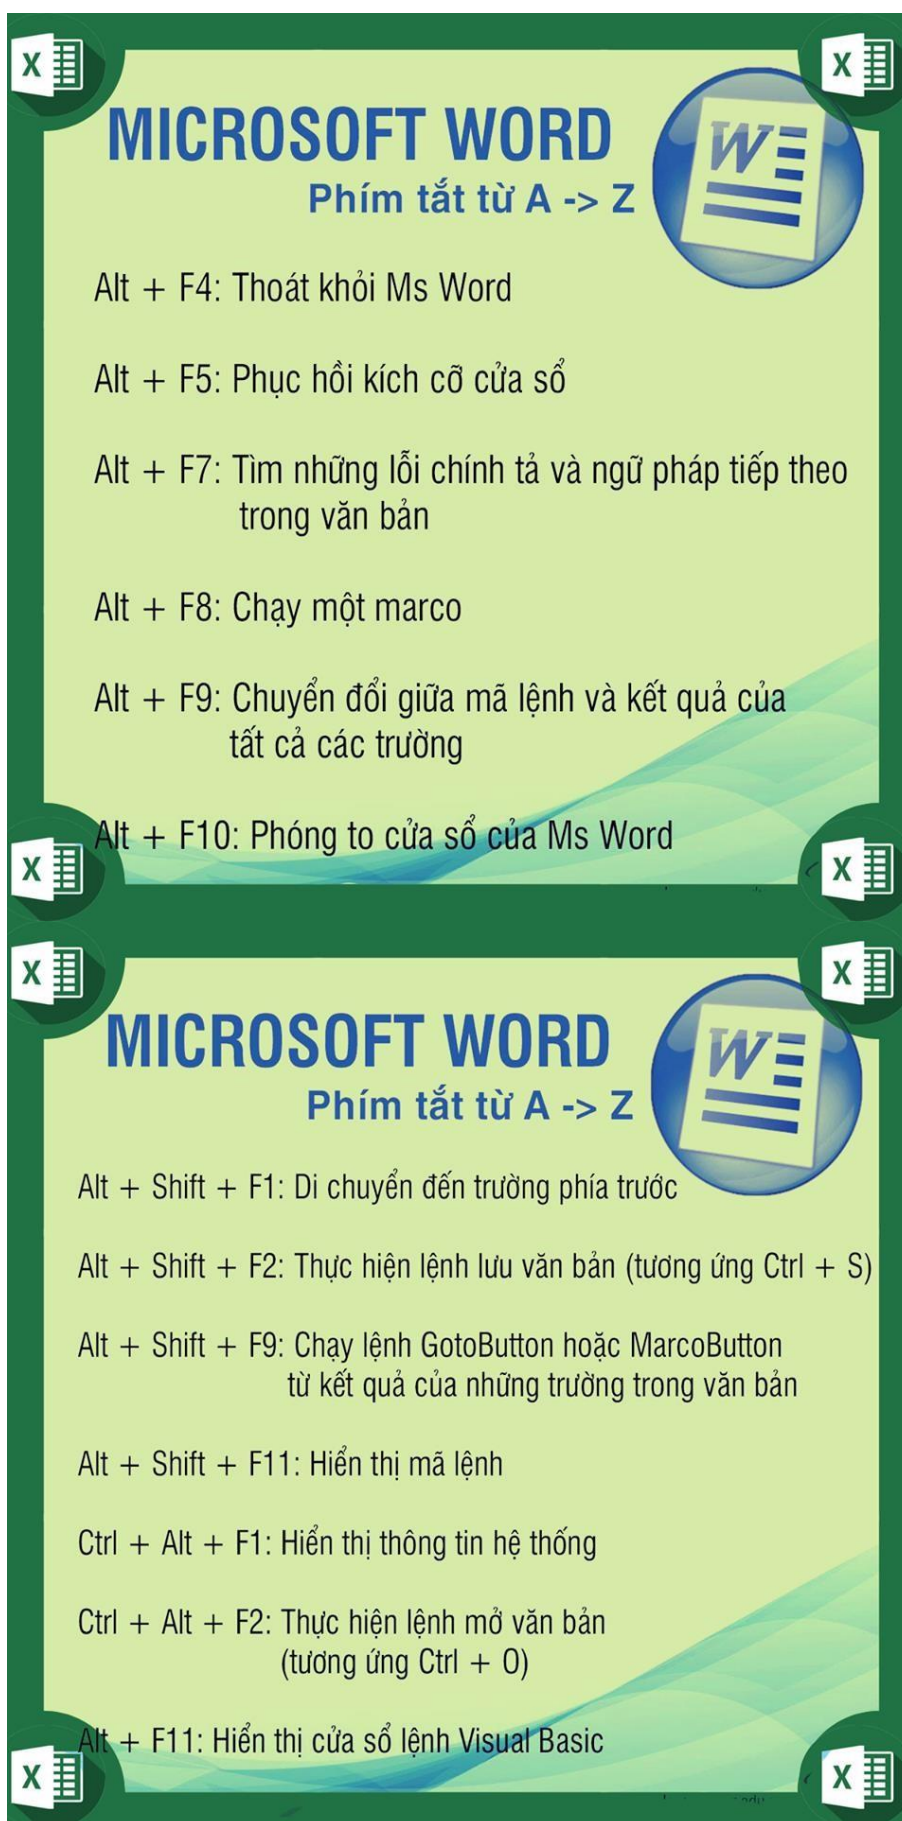 X
X
MICROSOFT WORD
W
Phím tắt từ A -> Z
Alt + F4: Thoát khỏi Ms Word
Alt + F5: Phục hồi kích cỡ cửa sổ
Alt + F7: Tìm những lỗi chính tả và ngữ pháp tiếp theo
trong văn bản
Alt + F8: Chạy một marco
Alt + F9: Chuyển đổi giữa mã lệnh và kết quả của
tất cả các trường
Alt + F10: Phóng to cửa sổ của Ms Word
X
X
X
X
MICROSOFT WORD
W
Phím tắt từ A -> Z
Alt + Shift + F1: Di chuyển đến trường phía trước
Alt + Shift + F2: Thực hiện lệnh lưu văn bản (tương ứng Ctrl + S)
Alt + Shift + F9: Chạy lệnh GotoButton hoặc MarcoButton
từ kết quả của những trường trong văn bản
Alt + Shift + F11: Hiển thị mã lệnh
Ctrl + Alt + F1: Hiển thị thông tin hệ thống
Ctrl + Alt + F2: Thực hiện lệnh mở văn bản
(tương ứng Ctrl + O)
Alt + F11: Hiển thị cửa sổ lệnh Visual Basic
X
X